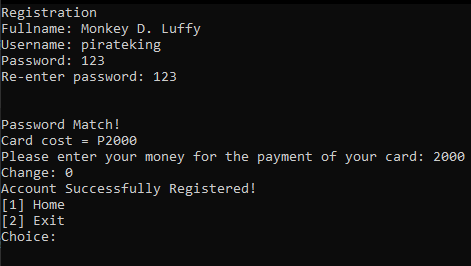 Registration
Fullname: Monkey D. Luffy
Username: pirateking
Password: 123
Re-enter password: 123
Password Match!
Card cost = P2000
Please enter your money for the payment of your card: 2000
Change: 0
Account Successfully Registered!
[1] Home
[2] Exit
Choice: